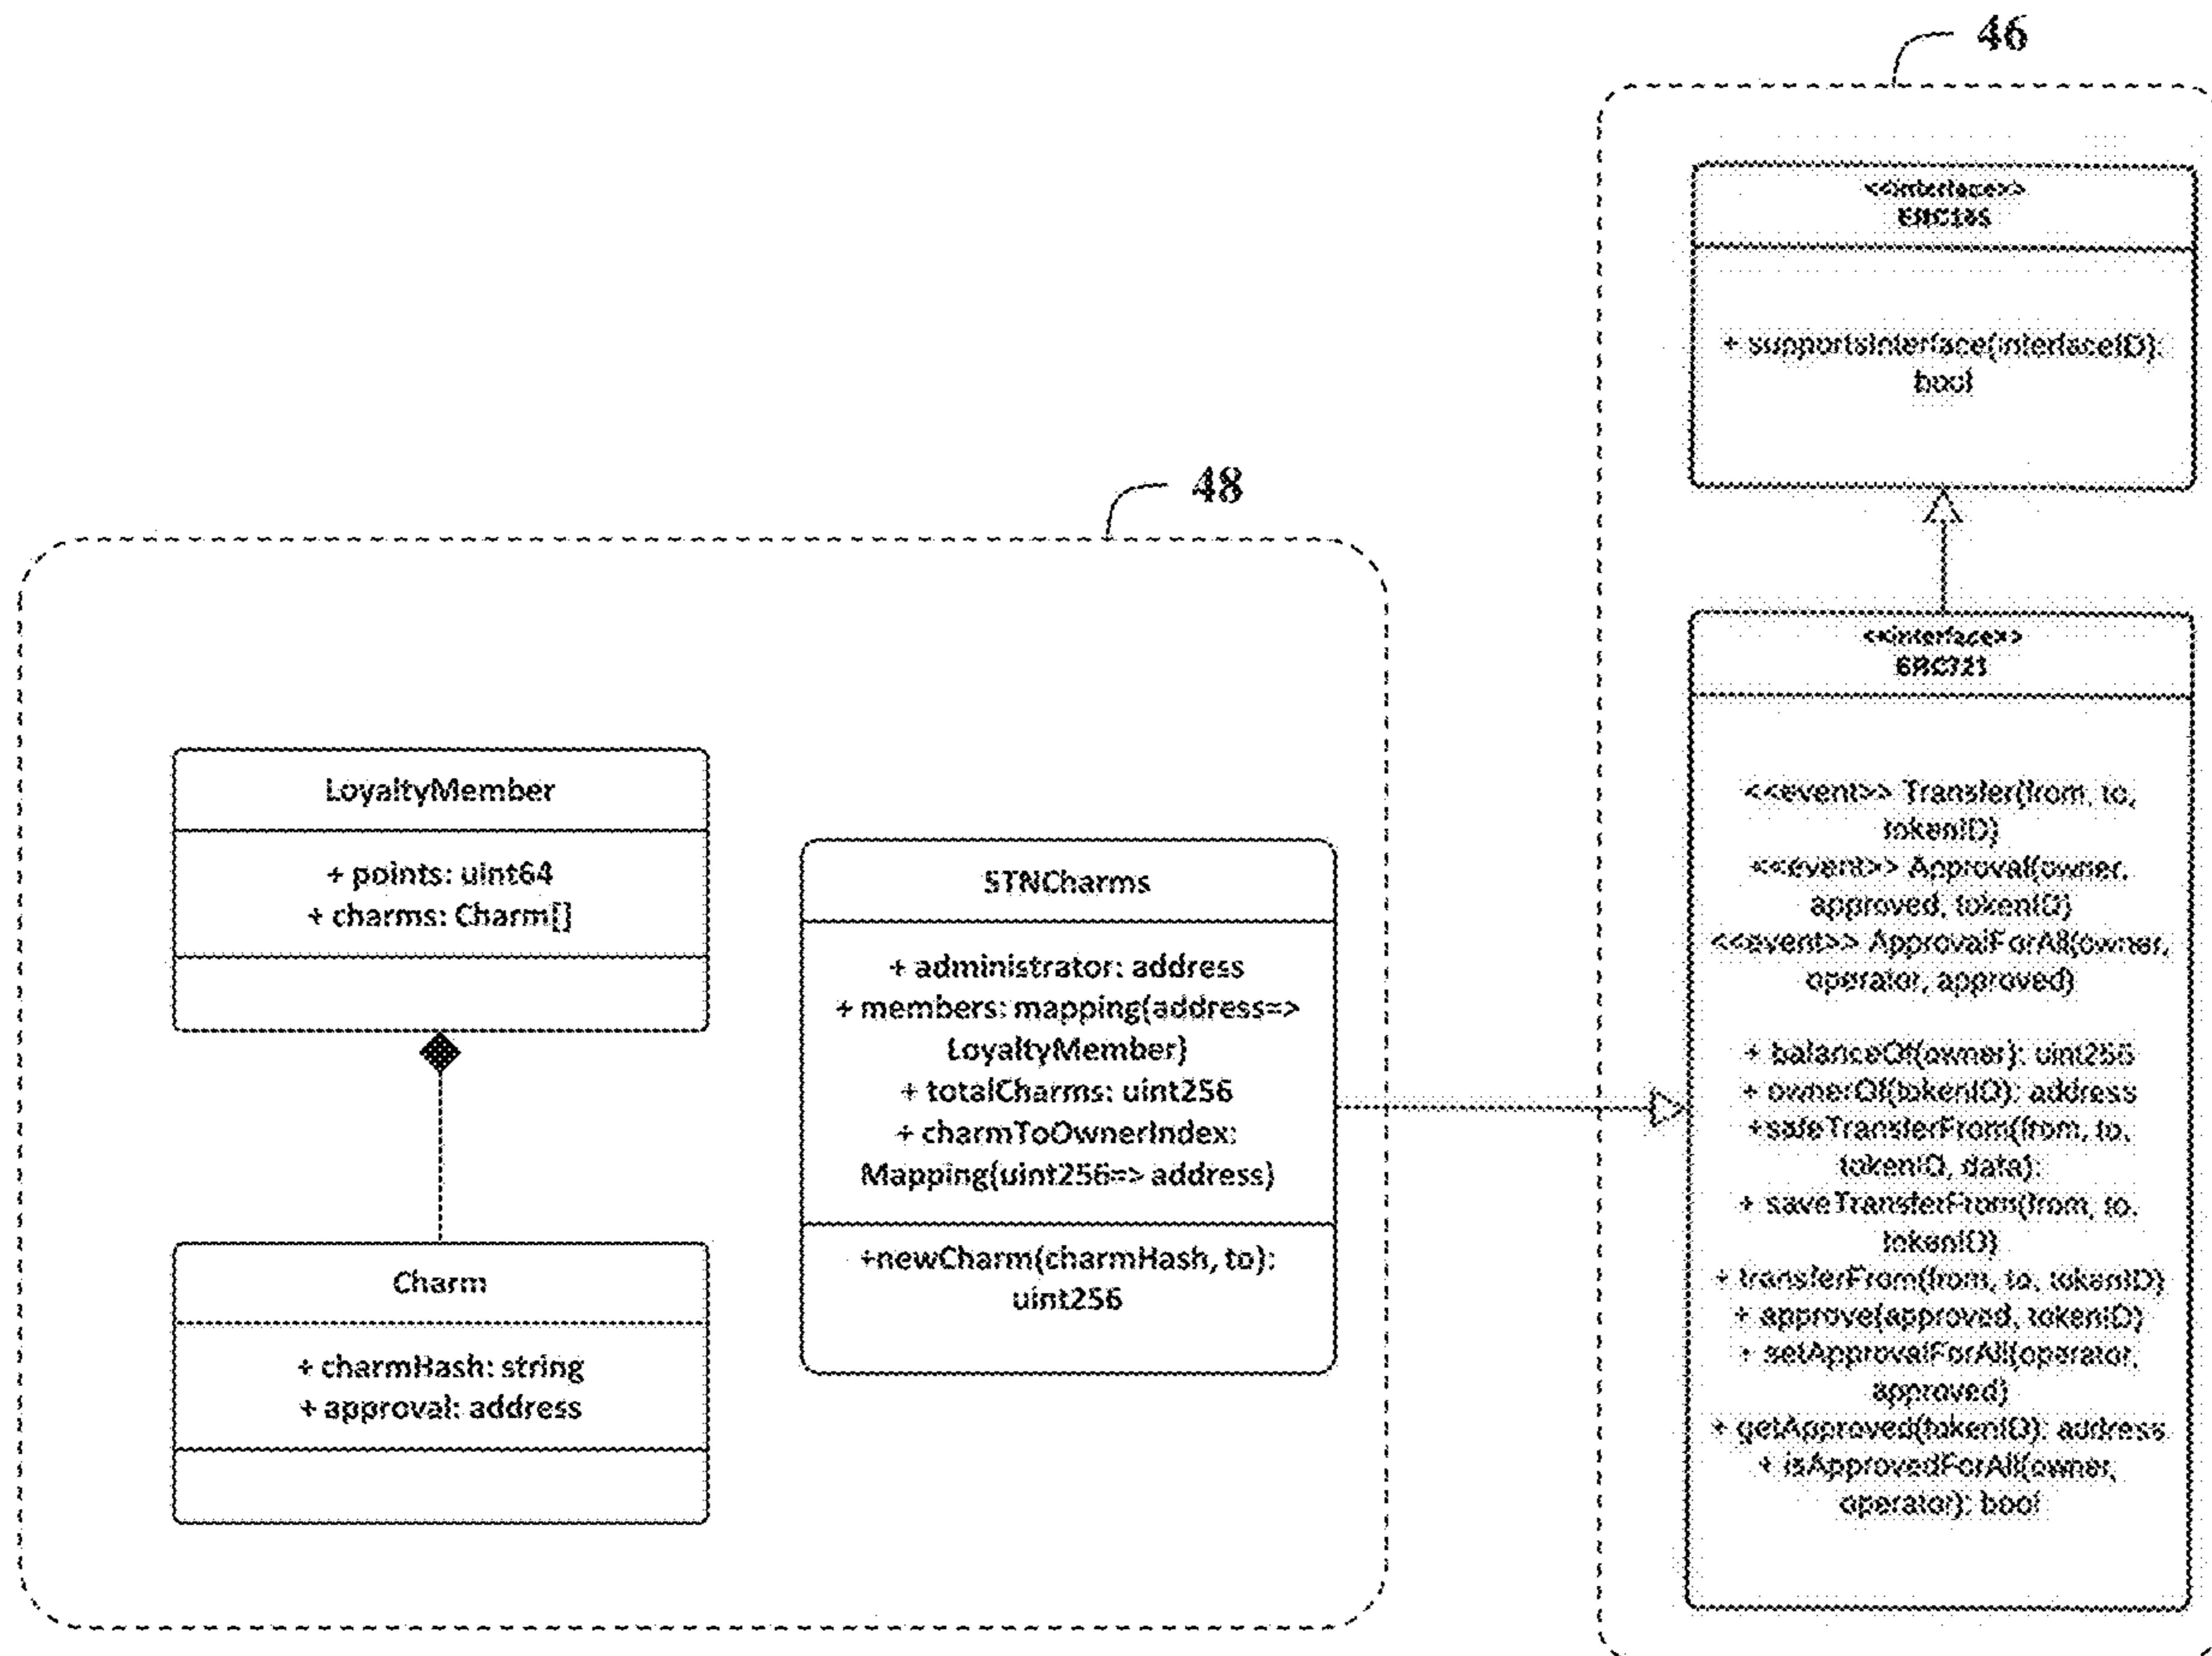 46
<<interface>>
ERC165
+ supportsInterface(interfaceID):
bool
48
<<interface>>
ERC721
<<event>> Transfer(from, to,
tokenID)
<<event>> Approval(owner,
approved, tokenID)
<<event>> ApprovalForAll(owner,
operator, approved)
+ balanceOf(owner): uint256
+ ownerOf(tokenID): address
+safeTransferFrom(from, to,
tokenID, data):
+ saveTransferFrom(from, to,
tokenID)
+ transferFrom(from, to, tokenID)
+ approve(approved, tokenID)
+ setApprovalForAll(operator,
approved)
+ getApproved(tokenID): address
+ isApprovedForAll(owner,
operator): bool
LoyaltyMember
+ points: uint64
+ charms: Charm[]
STNCharms
+ administrator: address
+ members: mapping(address=>
LoyaltyMember)
+ totalCharms: uint256
+ charmToOwnerIndex:
Mapping(uint256=> address)
+newCharm(charmHash, to):
uint256
Charm
+ charmHash: string
+ approval: address